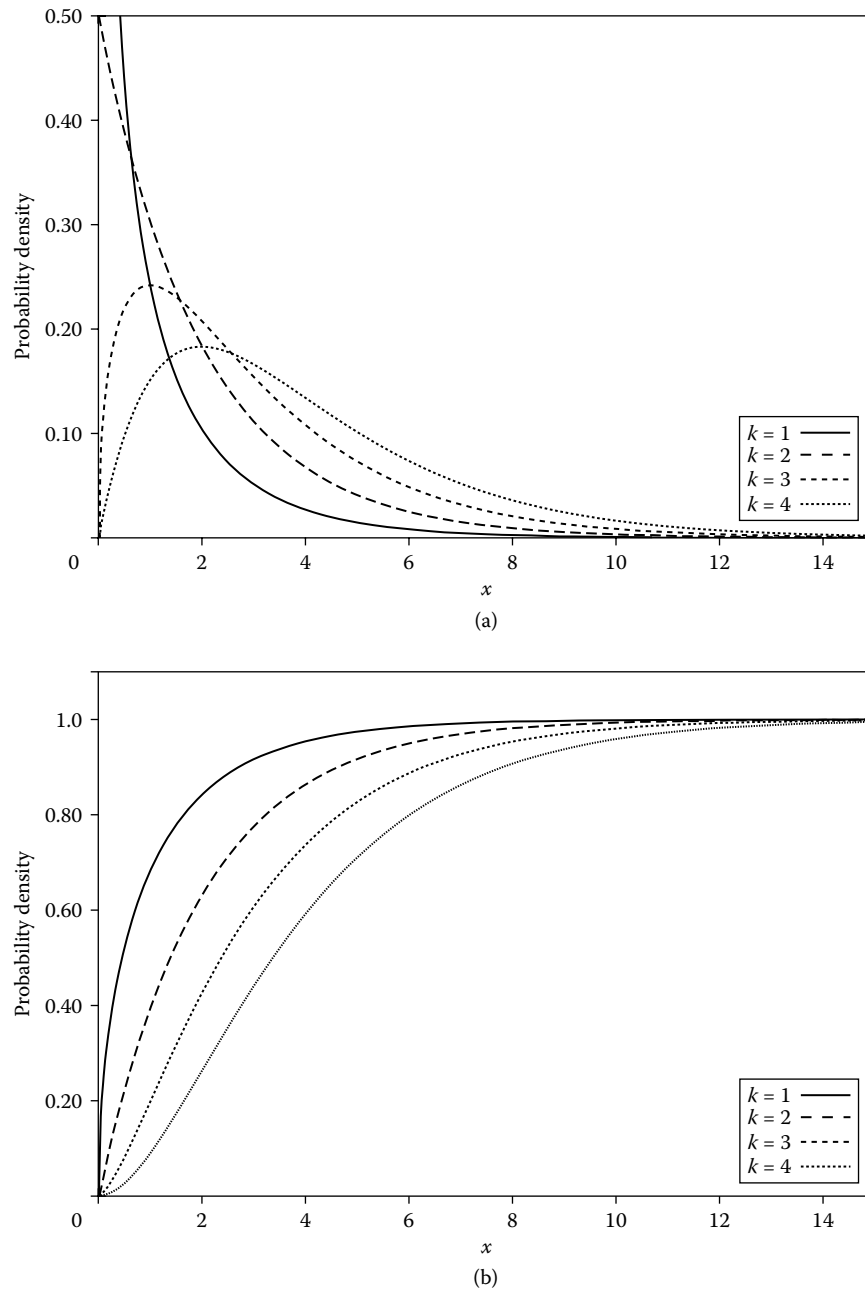 0.50
0.40
0.30
0.20
0.10
Probability density
k = 1
k = 2
k = 3
k = 4
0 2 4 6 8 10 12 14
x
(a)
1.0
0.80
0.60
0.40
0.20
Probability density
k = 1
k = 2
k = 3
k = 4
0 2 4 6 8 10 12 14
x
(b)